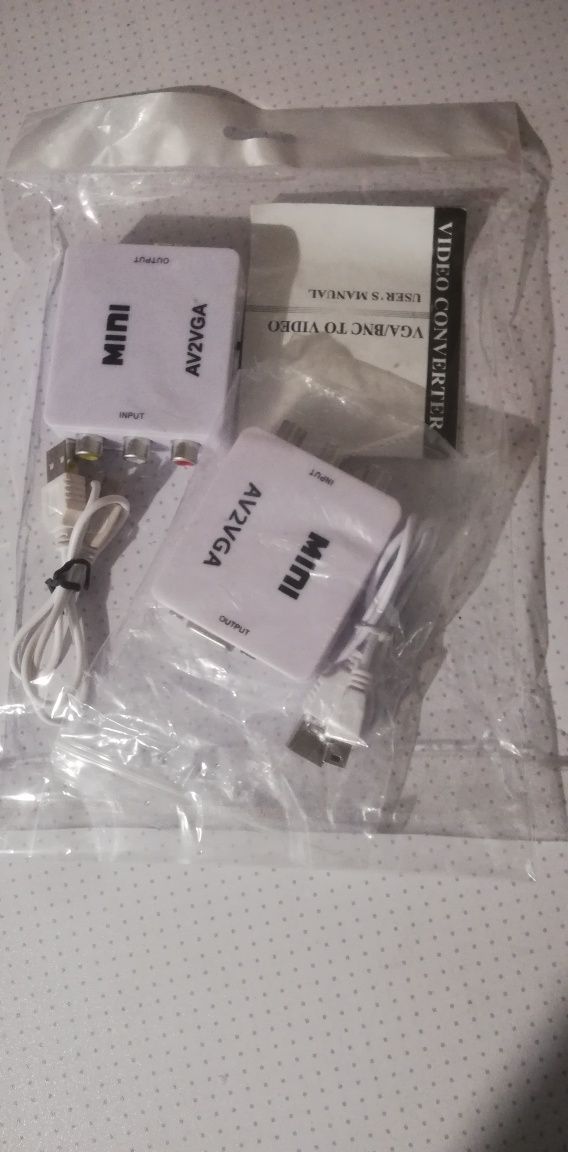 OUTPUT
MINI
AV2VGA
INPUT
VIDEO CONVERTER
VGA/BNC TO VIDEO
USER'S MANUAL
INPUT
AV2VGA
MINI
OUTPUT